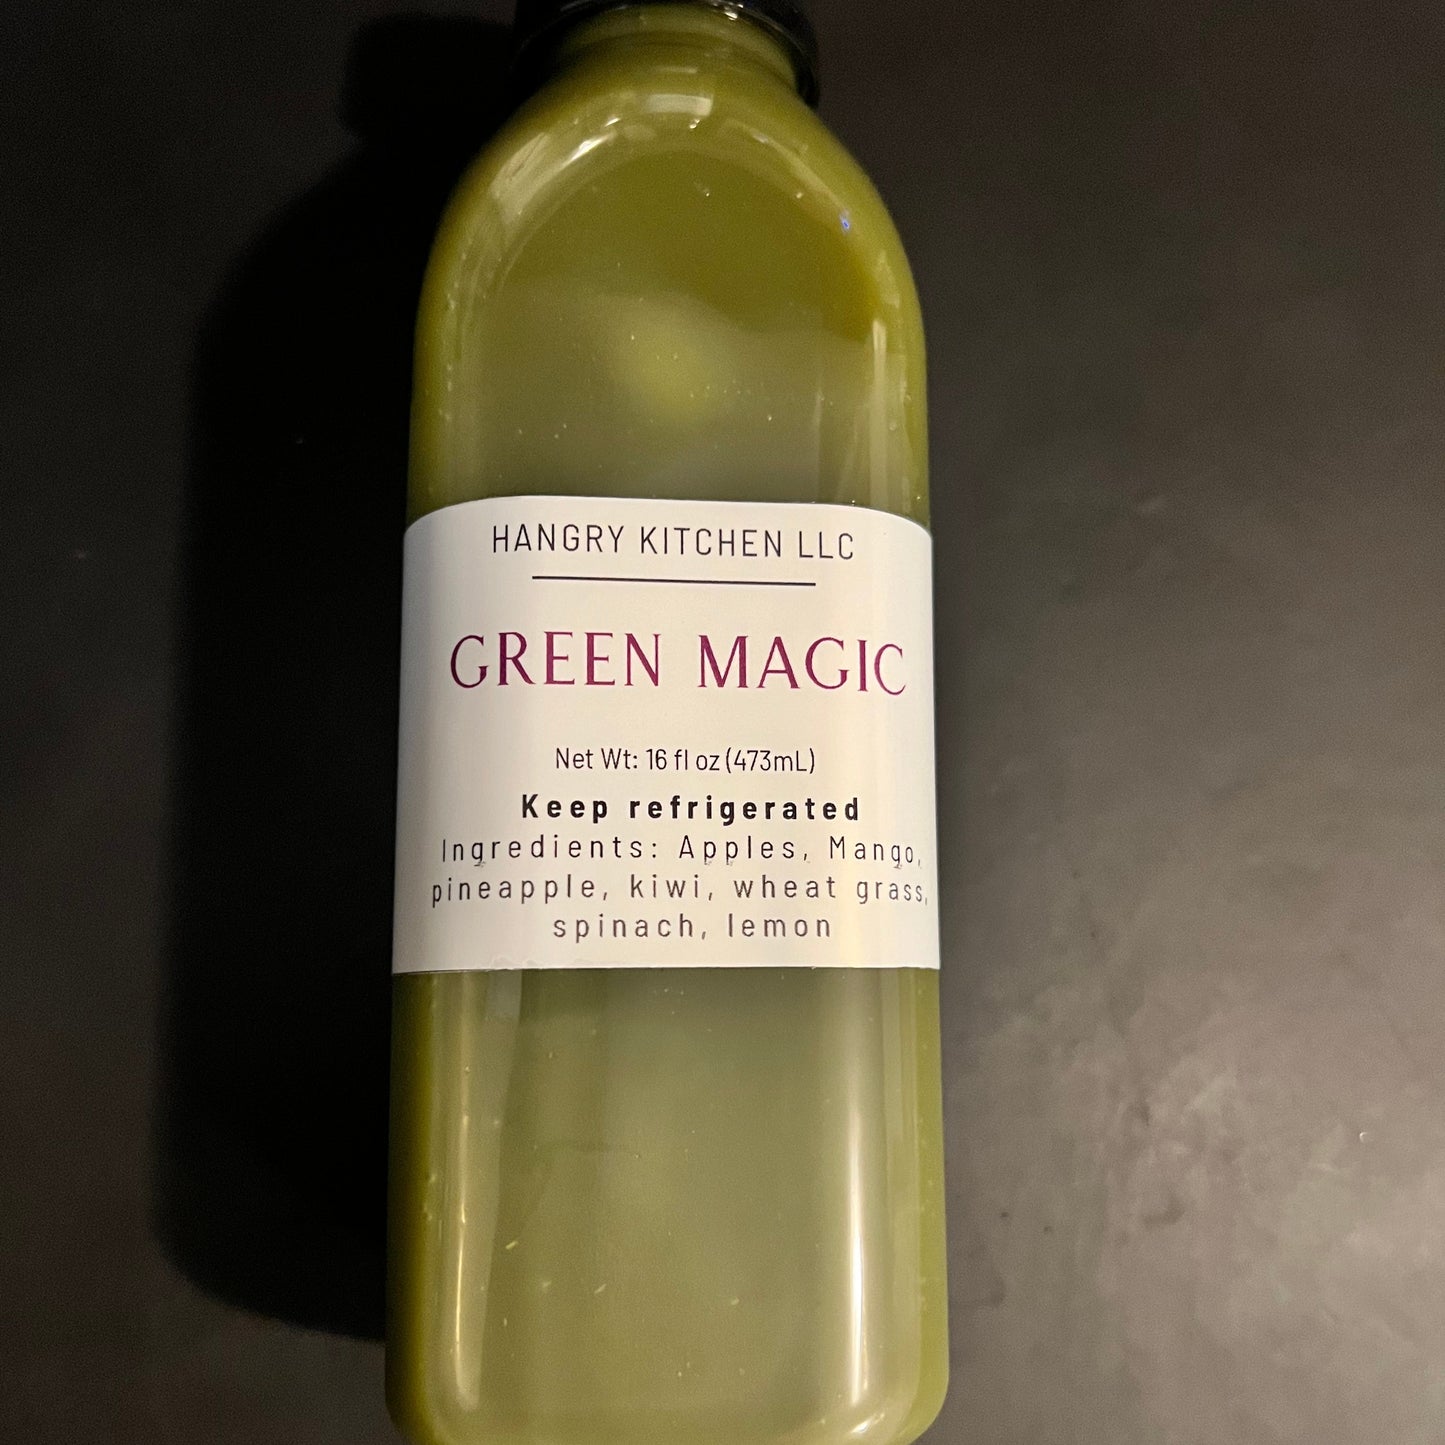 HANGRY KITCHEN LLC
GREEN MAGIC
Net Wt: 16 fl oz (473mL)
Keep refrigerated
Ingredients: Apples, Mango,
pineapple, kiwi, wheat grass,
spinach, lemon